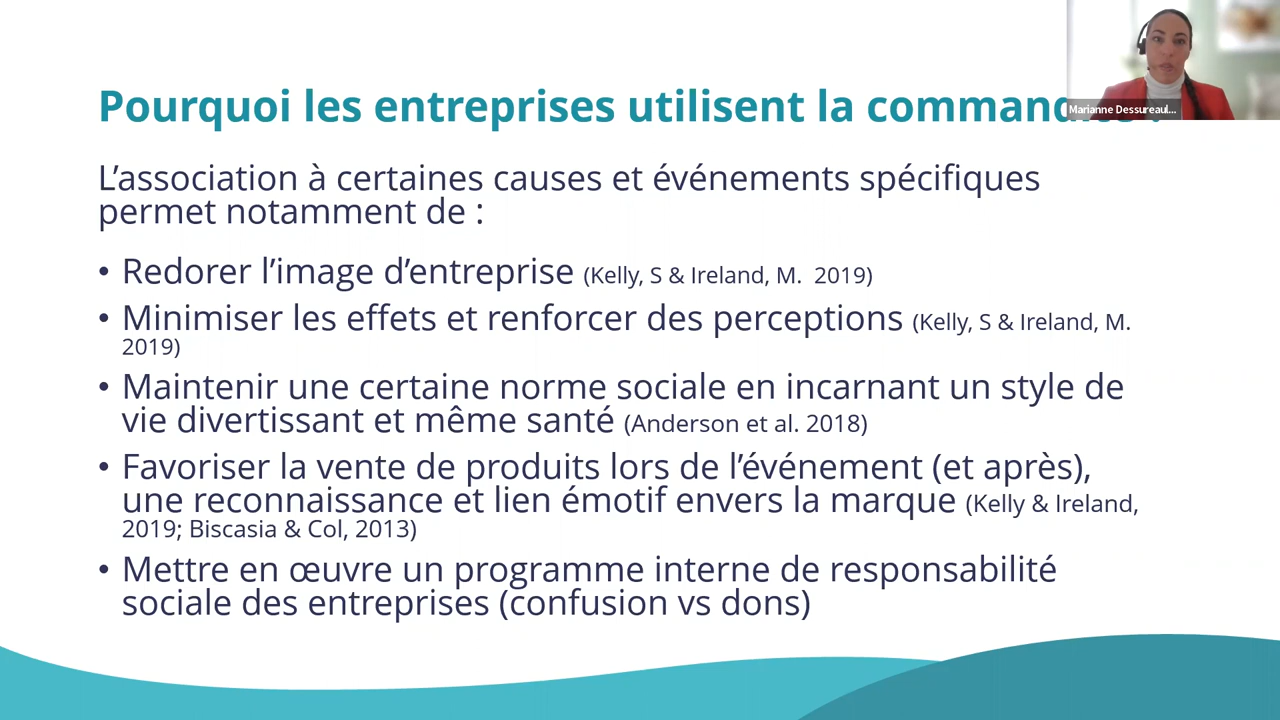 Pourquoi les entreprises utilisent la
Marianne Dessureaul...
L'association à certaines causes et événements spécifiques
permet notamment de :
• Redorer l'image d'entreprise (Kelly, S & Ireland, M. 2019)
• Minimiser les effets et renforcer des perceptions (Kelly, S & Ireland, M.
2019)
• Maintenir une certaine norme sociale en incarnant un style de
vie divertissant et même santé (Anderson et al. 2018)
• Favoriser la vente de produits lors de l'événement (et après),
une reconnaissance et lien émotif envers la marque (Kelly & Ireland,
2019; Biscasia & Col, 2013)
• Mettre en œuvre un programme interne de responsabilité
sociale des entreprises (confusion vs dons)